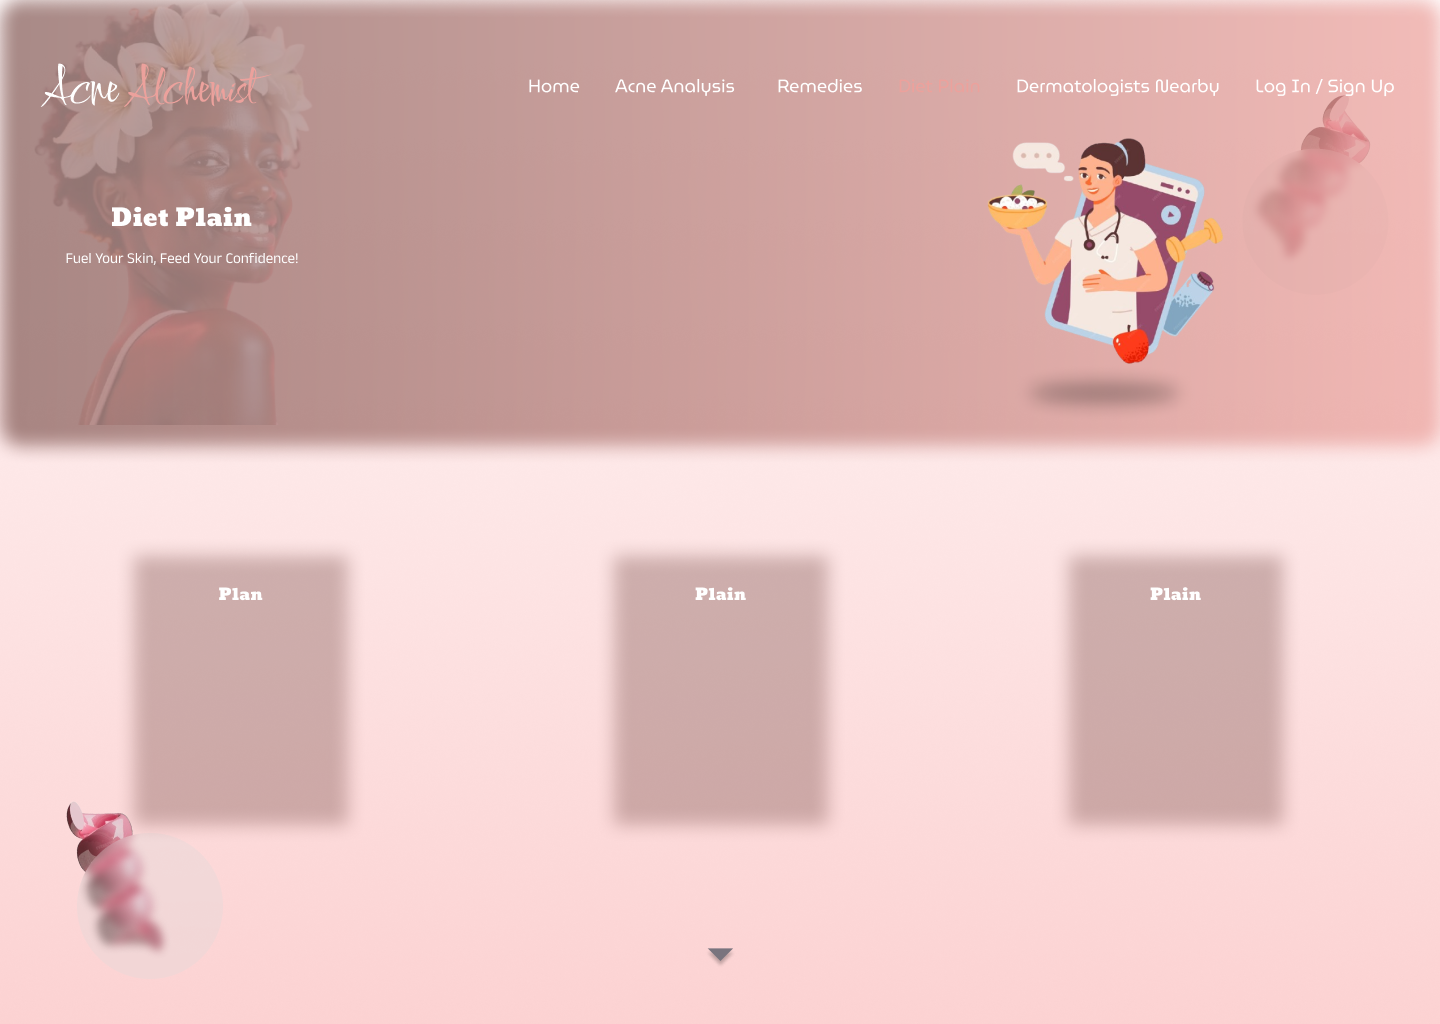 Acne Alchemist
Home Acne Analysis Remedies Dermatologists Nearby Log In / Sign Up
Diet Plain
Fuel Your Skin, Feed Your Confidence!
Plan Plain Plain